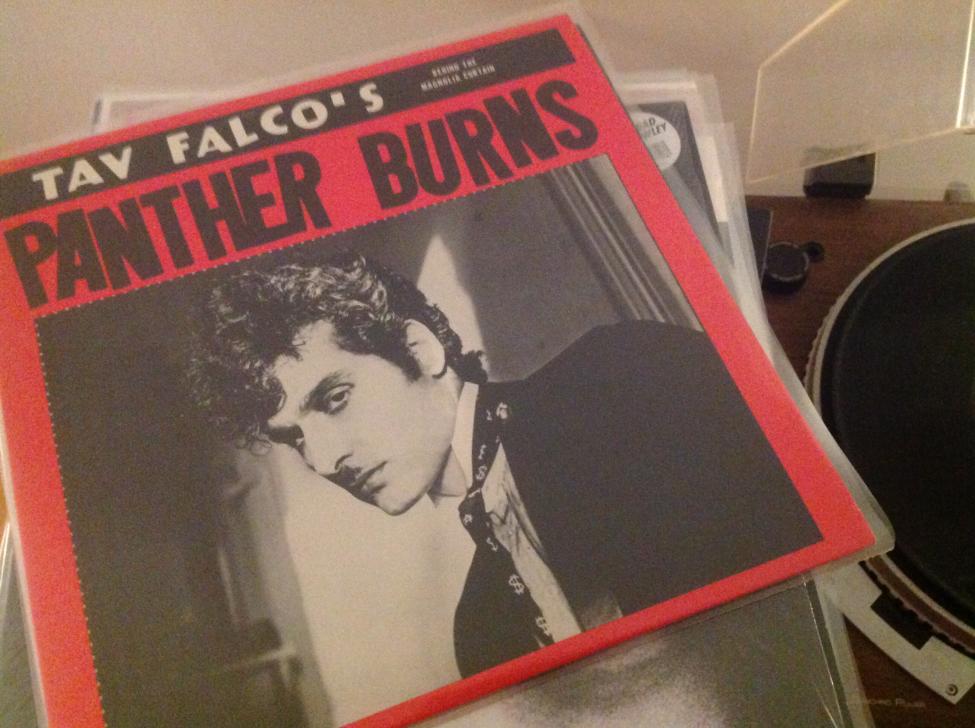 TAV FALCO'S
BEHIND THE
MAGNOLIA CURTAIN
PANTHER BURNS